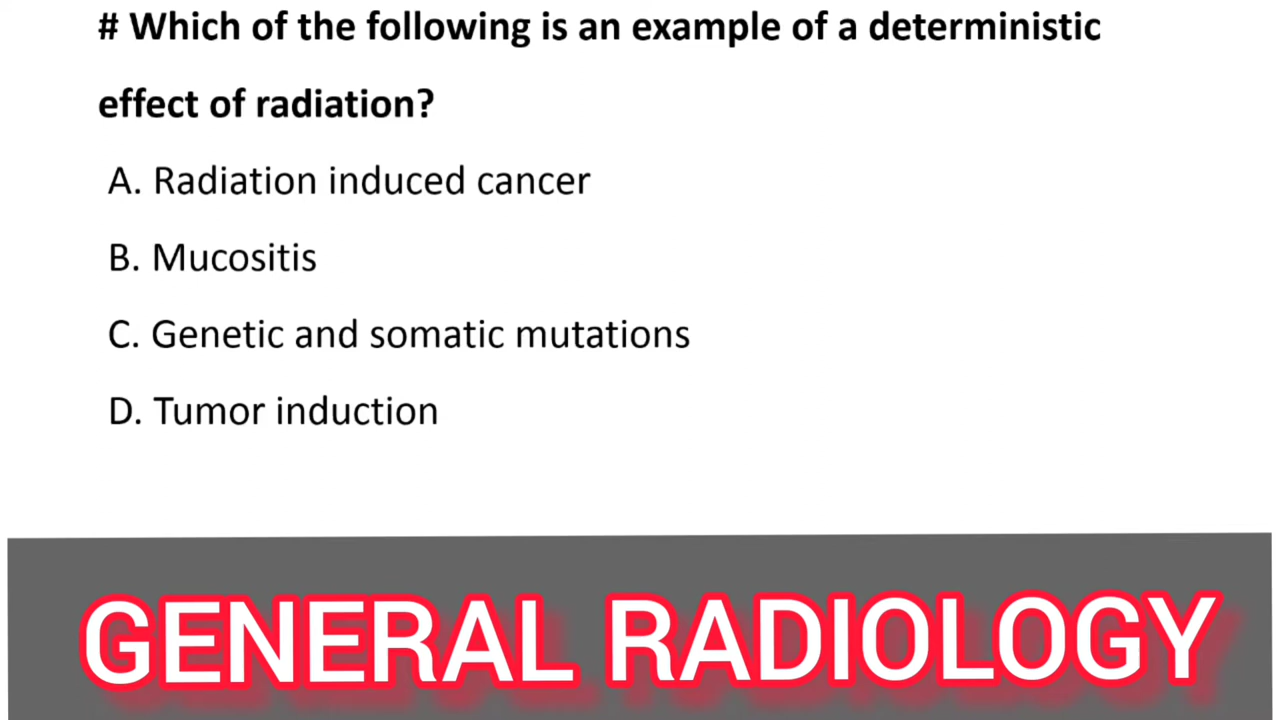 # Which of the following is an example of a deterministic
effect of radiation?
A. Radiation induced cancer
B. Mucositis
C. Genetic and somatic mutations
D. Tumor induction
GENERAL RADIOLOGY